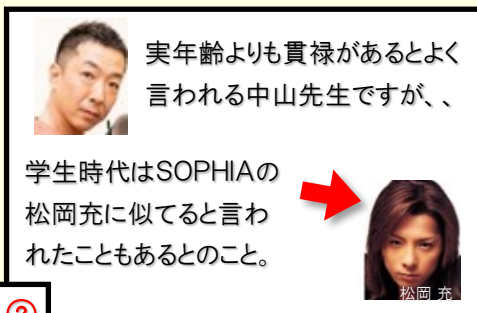 実年齢よりも貫禄があるとよく
言われる中山先生ですが、、
学生時代はSOPHIAの
松岡充に似てると言わ
れたこともあるとのこと。
松岡 充